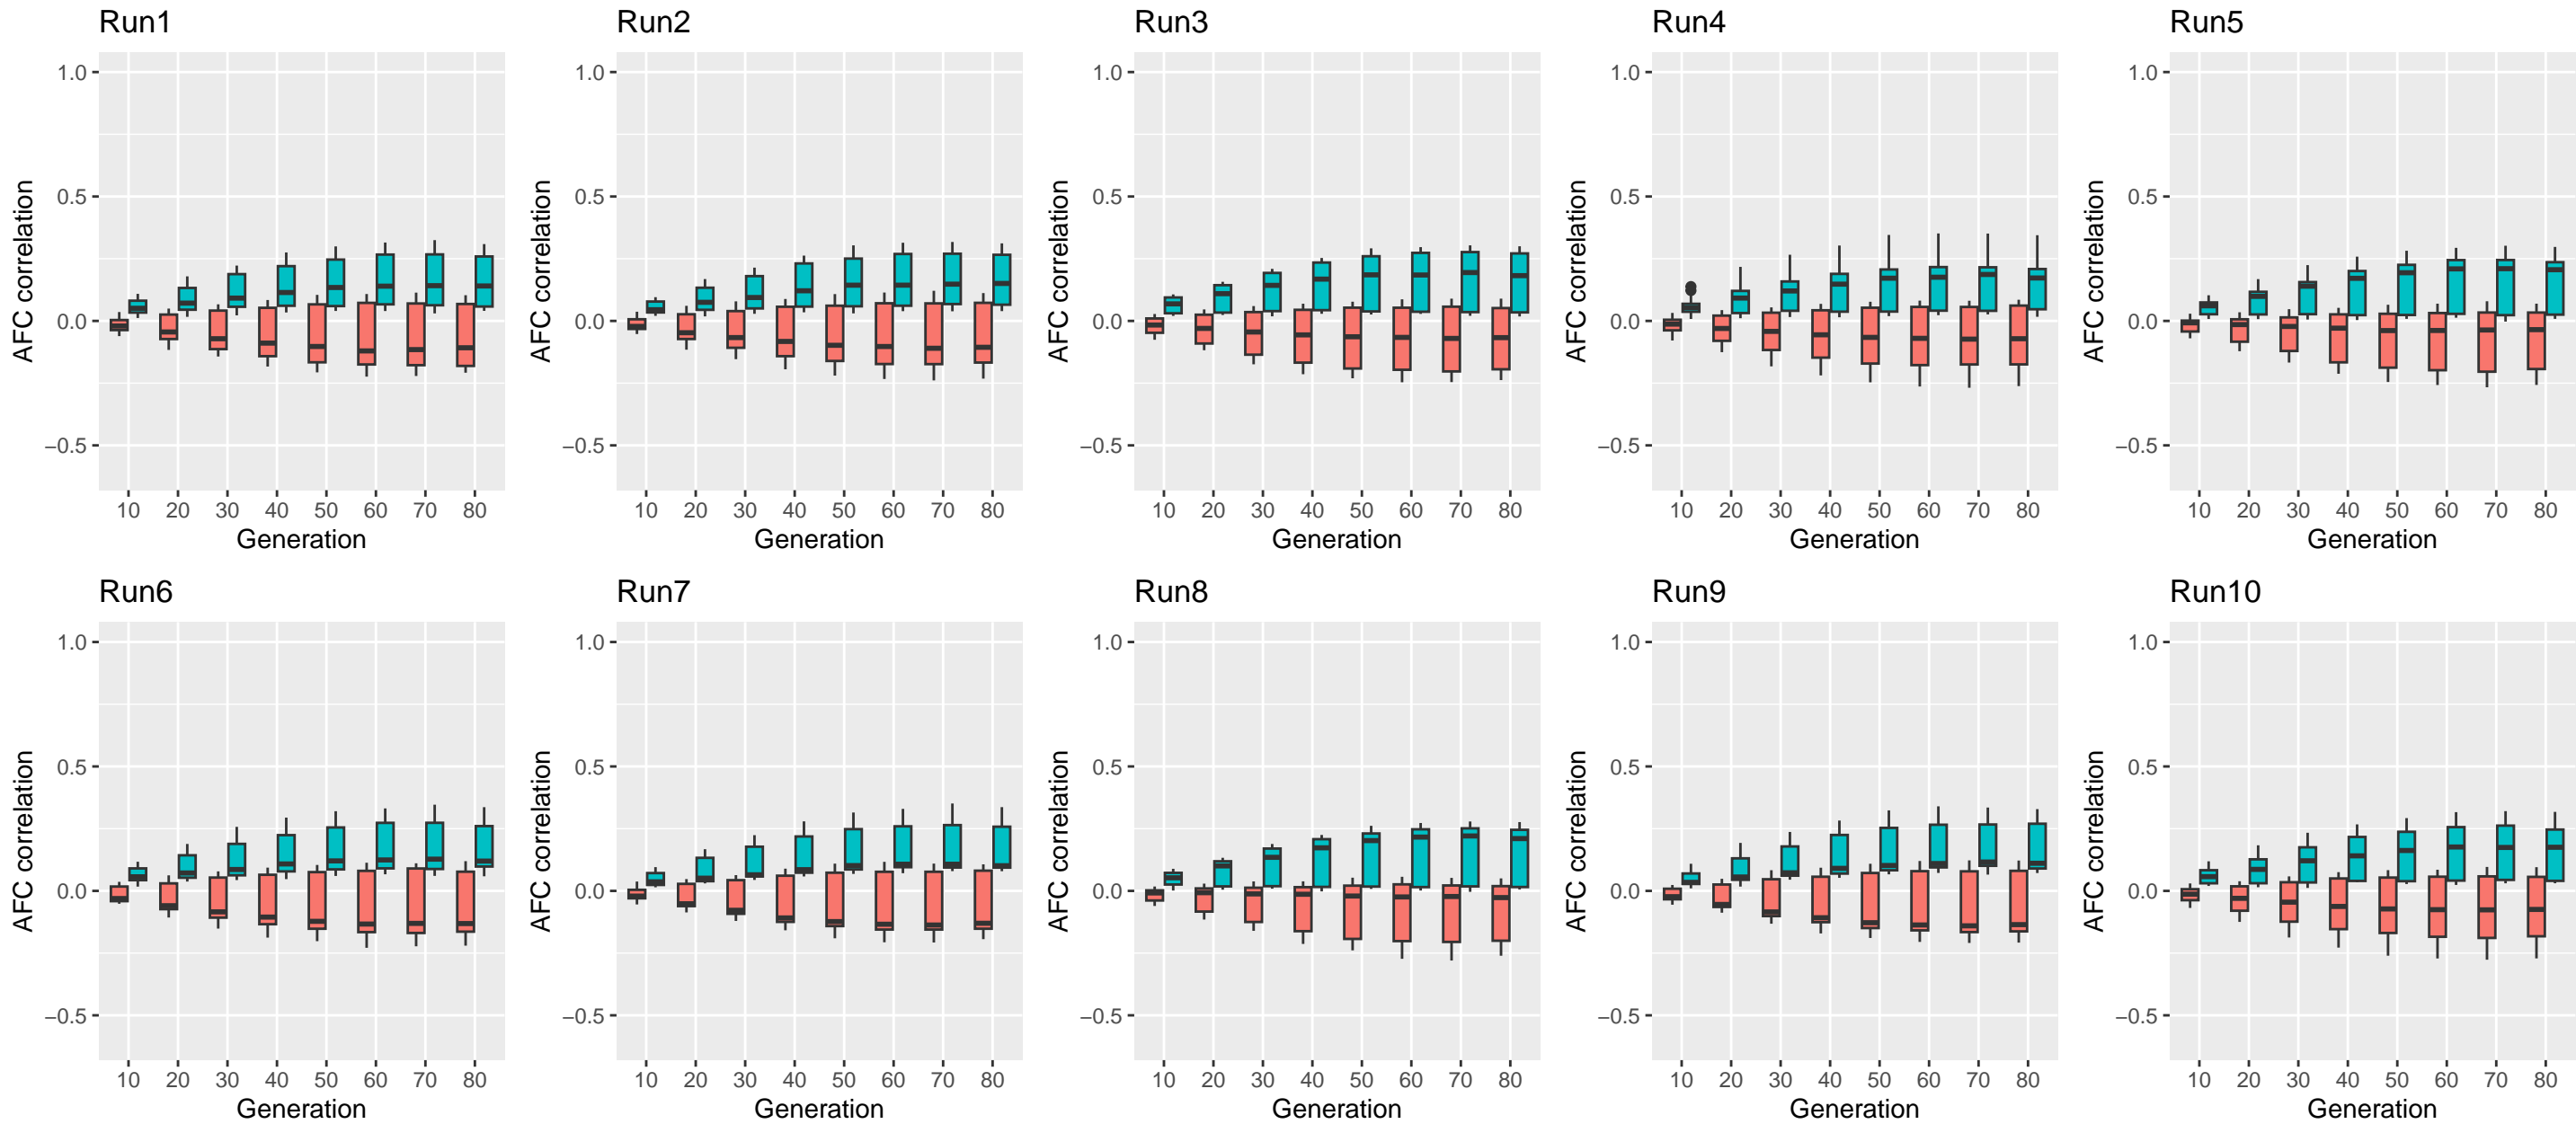 Run1 Run2 Run3 Run4 Run5
1.0 1.0 1.0 1.0 1.0
0.5 0.5 0.5 0.5 0.5
0.0 0.0 0.0 0.0 0.0
−0.5 −0.5 −0.5 −0.5 −0.5
AFC correlation AFC correlation AFC correlation AFC correlation AFC correlation
10 20 30 40 50 60 70 80 10 20 30 40 50 60 70 80 10 20 30 40 50 60 70 80 10 20 30 40 50 60 70 80 10 20 30 40 50 60 70 80
Generation Generation Generation Generation Generation
Run6 Run7 Run8 Run9 Run10
1.0 1.0 1.0 1.0 1.0
0.5 0.5 0.5 0.5 0.5
0.0 0.0 0.0 0.0 0.0
−0.5 −0.5 −0.5 −0.5 −0.5
AFC correlation AFC correlation AFC correlation AFC correlation AFC correlation
10 20 30 40 50 60 70 80 10 20 30 40 50 60 70 80 10 20 30 40 50 60 70 80 10 20 30 40 50 60 70 80 10 20 30 40 50 60 70 80
Generation Generation Generation Generation Generation